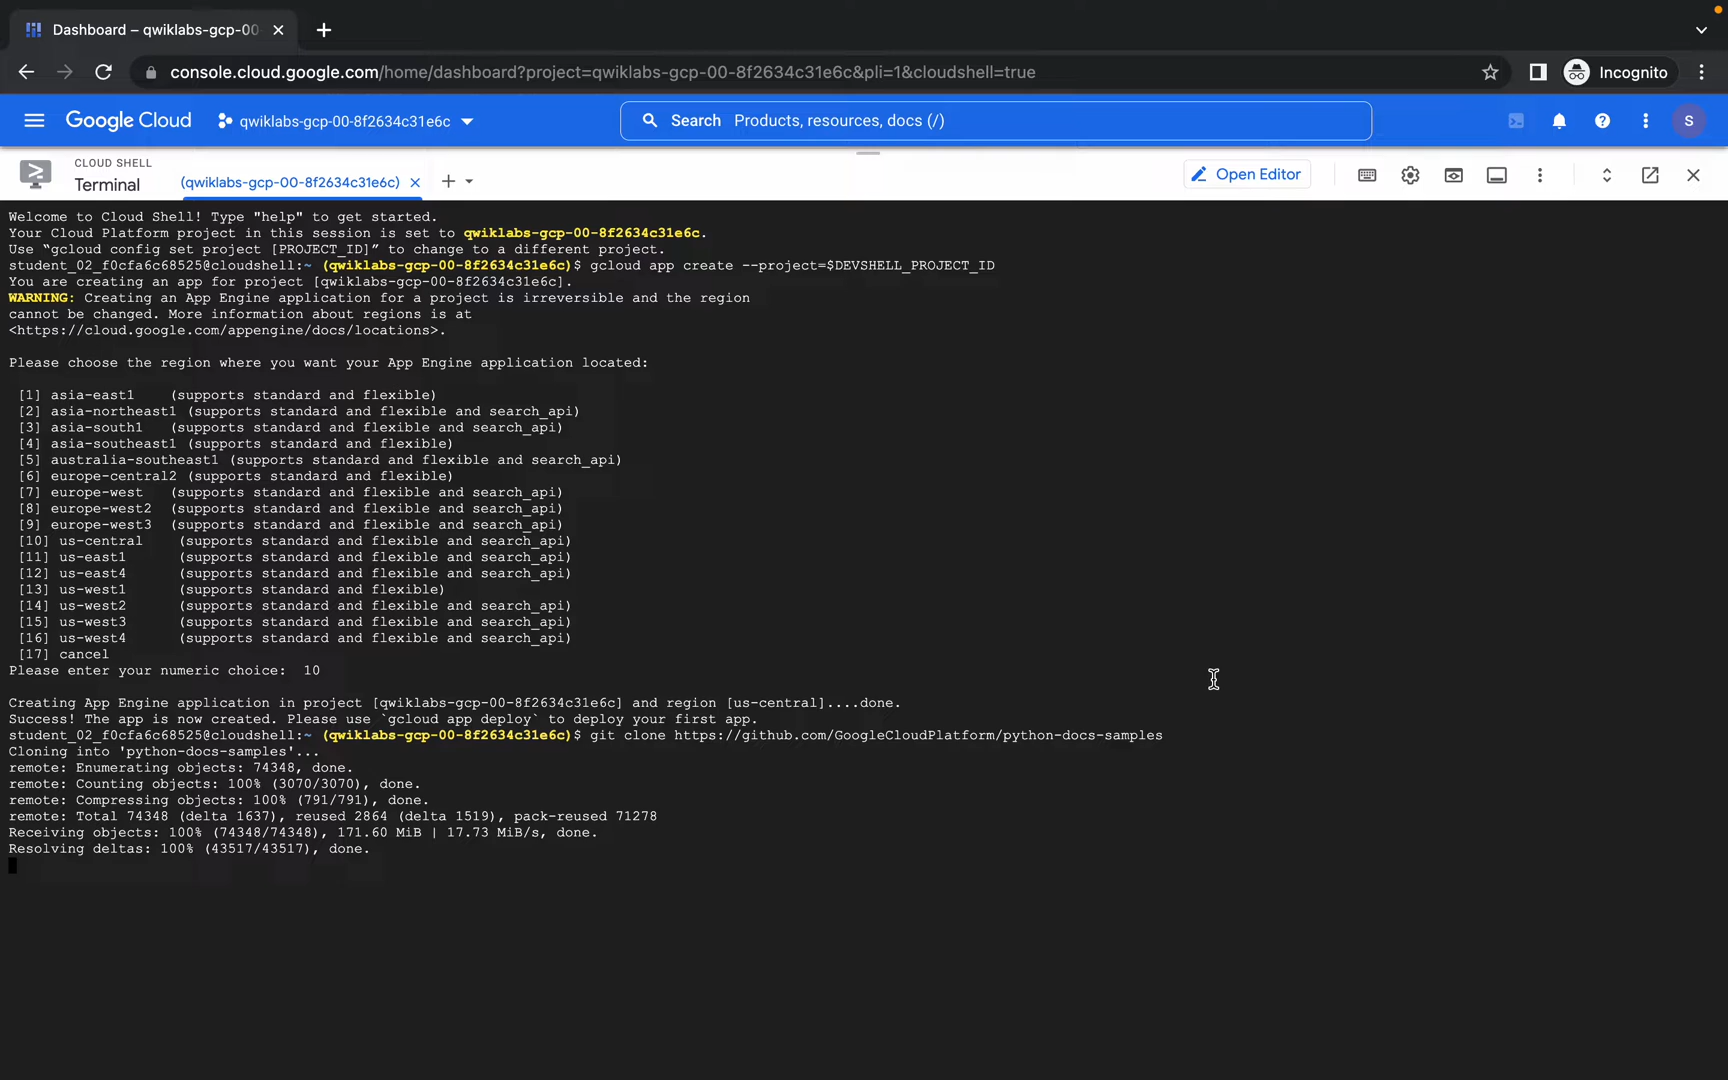 Dashboard – qwiklabs-gcp-00
console.cloud.google.com/home/dashboard?project=qwiklabs-gcp-00-8f2634c31e6c&pli=1&cloudshell=true
Incognito
Google Cloud
qwiklabs-gcp-00-8f2634c31e6c
Search Products, resources, docs (/)
S
CLOUD SHELL
Terminal
(qwiklabs-gcp-00-8f2634c31e6c)
Open Editor
Welcome to Cloud Shell! Type "help" to get started.
Your Cloud Platform project in this session is set to qwiklabs-gcp-00-8f2634c31e6c.
Use “gcloud config set project [PROJECT_ID]” to change to a different project.
student_02_f0cfa6c68525@cloudshell:~ (qwiklabs-gcp-00-8f2634c31e6c)$ gcloud app create --project=$DEVSHELL_PROJECT_ID
You are creating an app for project [qwiklabs-gcp-00-8f2634c31e6c].
WARNING: Creating an App Engine application for a project is irreversible and the region
cannot be changed. More information about regions is at
<https://cloud.google.com/appengine/docs/locations>.
Please choose the region where you want your App Engine application located:
[1] asia-east1 (supports standard and flexible)
[2] asia-northeast1 (supports standard and flexible and search_api)
[3] asia-south1 (supports standard and flexible and search_api)
[4] asia-southeast1 (supports standard and flexible)
[5] australia-southeast1 (supports standard and flexible and search_api)
[6] europe-central2 (supports standard and flexible)
[7] europe-west (supports standard and flexible and search_api)
[8] europe-west2 (supports standard and flexible and search_api)
[9] europe-west3 (supports standard and flexible and search_api)
[10] us-central (supports standard and flexible and search_api)
[11] us-east1 (supports standard and flexible and search_api)
[12] us-east4 (supports standard and flexible and search_api)
[13] us-west1 (supports standard and flexible)
[14] us-west2 (supports standard and flexible and search_api)
[15] us-west3 (supports standard and flexible and search_api)
[16] us-west4 (supports standard and flexible and search_api)
[17] cancel
Please enter your numeric choice: 10
Creating App Engine application in project [qwiklabs-gcp-00-8f2634c31e6c] and region [us-central]....done.
Success! The app is now created. Please use `gcloud app deploy` to deploy your first app.
student_02_f0cfa6c68525@cloudshell:~ (qwiklabs-gcp-00-8f2634c31e6c)$ git clone https://github.com/GoogleCloudPlatform/python-docs-samples
Cloning into 'python-docs-samples'...
remote: Enumerating objects: 74348, done.
remote: Counting objects: 100% (3070/3070), done.
remote: Compressing objects: 100% (791/791), done.
remote: Total 74348 (delta 1637), reused 2864 (delta 1519), pack-reused 71278
Receiving objects: 100% (74348/74348), 171.60 MiB | 17.73 MiB/s, done.
Resolving deltas: 100% (43517/43517), done.